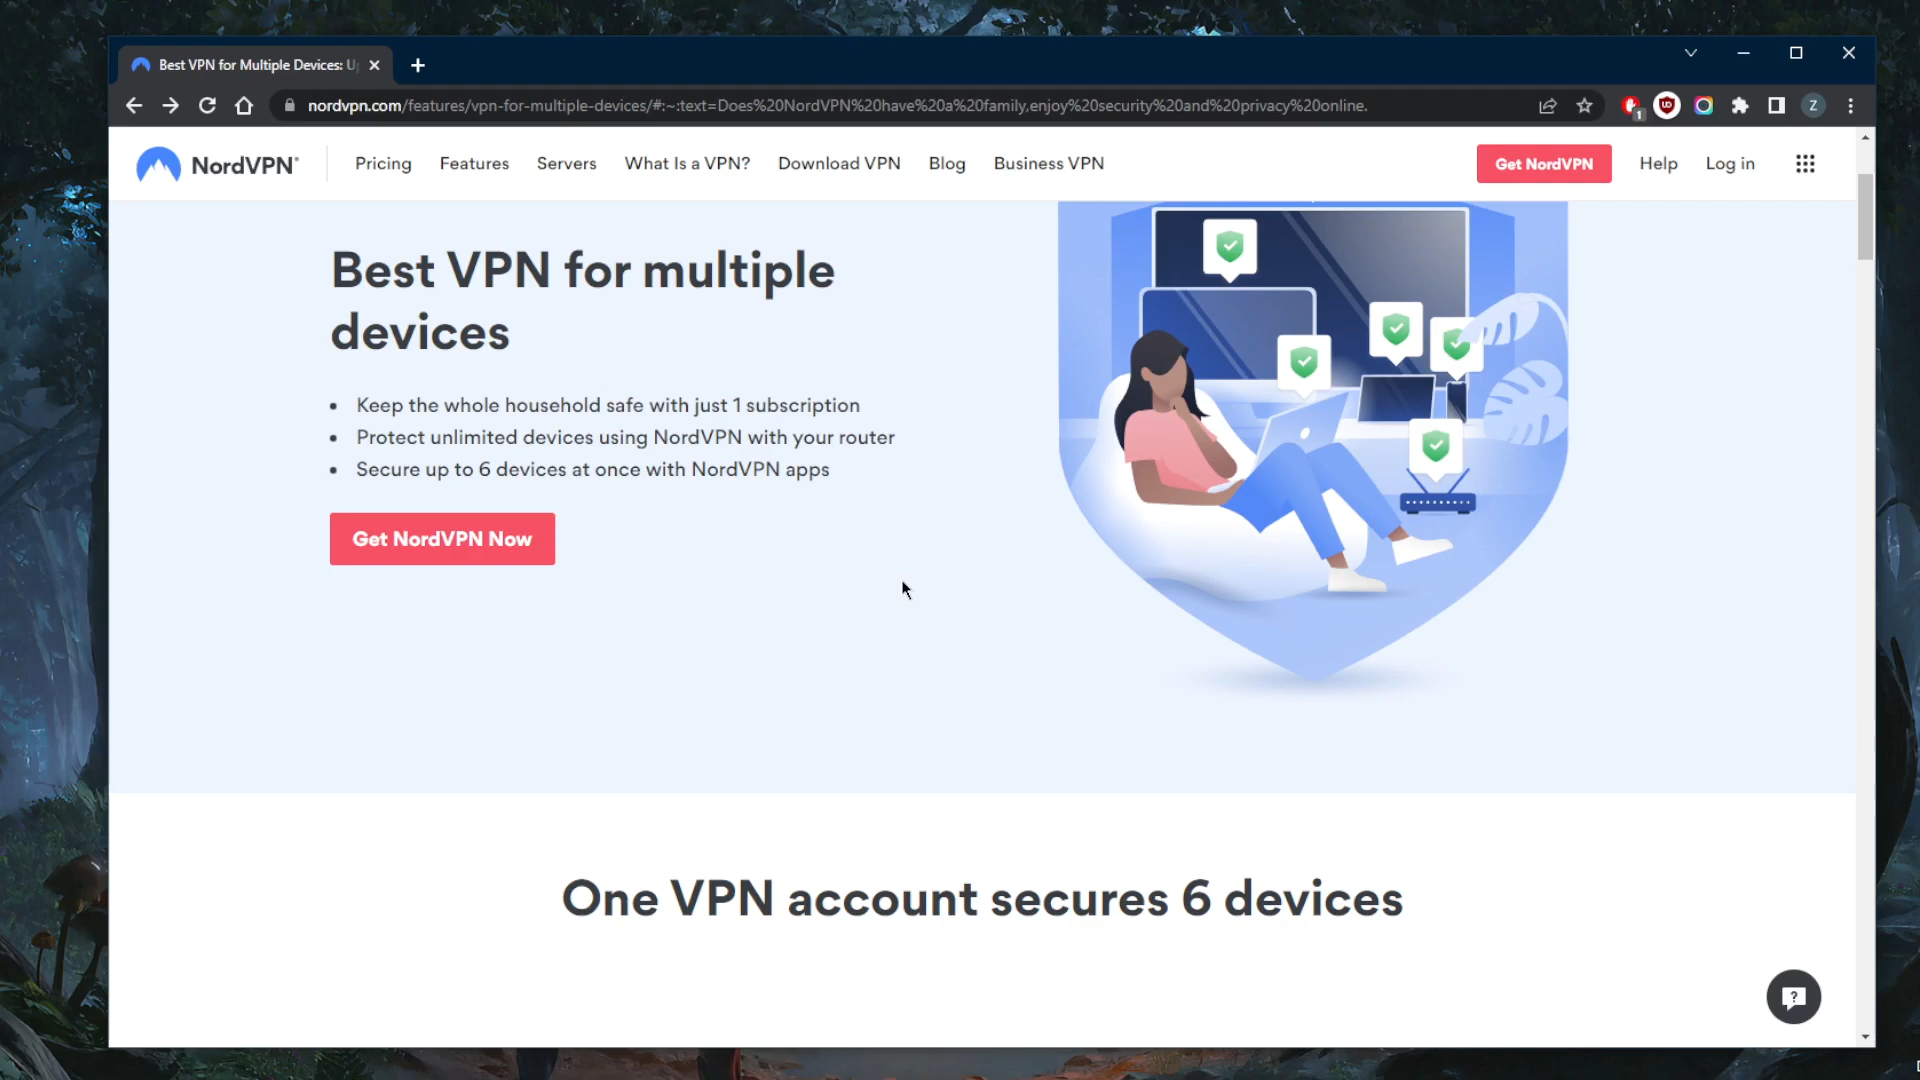 Best VPN for Multiple Devices: U
nordvpn.com/features/vpn-for-multiple-devices/#:~:text=Does%20NordVPN%20have%20a%20family,enjoy%20security%20and%20privacy%20online.
1
Z
NordVPN®
Pricing
Features
Servers
What Is a VPN?
Download VPN
Blog
Business VPN
Get NordVPN
Help
Log in
Best VPN for multiple
devices
• Keep the whole household safe with just 1 subscription
• Protect unlimited devices using NordVPN with your router
• Secure up to 6 devices at once with NordVPN apps
Get NordVPN Now
One VPN account secures 6 devices
?